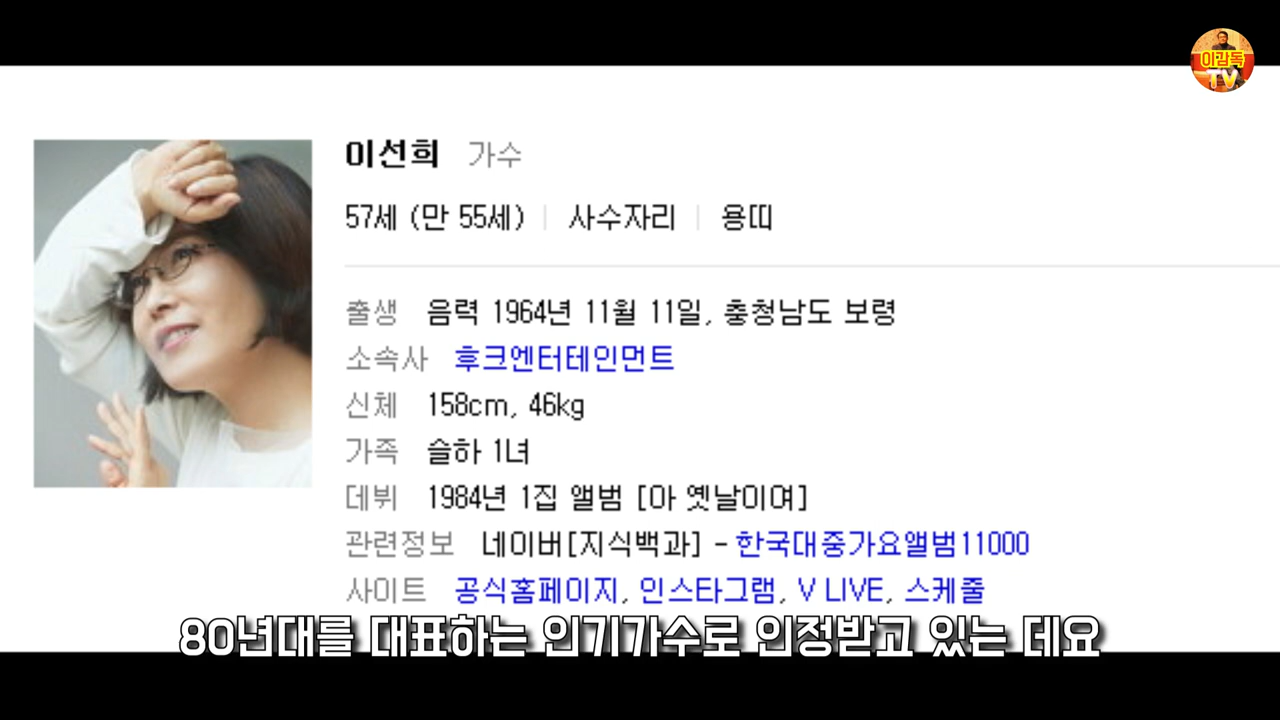 이감독
TV
이선희 가수
57세 (만 55세) | 사수자리 | 용띠
출생 음력 1964년 11월 11일, 충청남도 보령
소속사 후크엔터테인먼트
신체 158cm, 46kg
가족 슬하 1녀
데뷔 1984년 1집 앨범 [아 옛날이여]
관련정보 네이버[지식백과] - 한국대중가요앨범11000
사이트 공식홈페이지, 인스타그램, V LIVE, 스케줄
80년대를 대표하는 인기가수로 인정받고 있는 데요